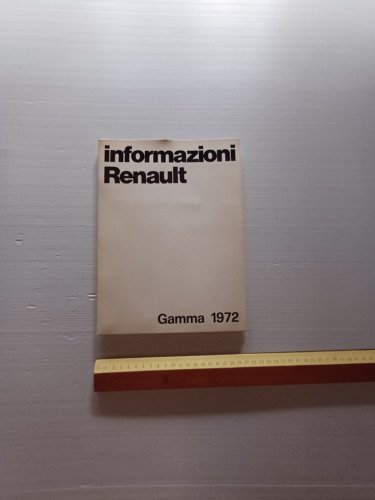 informazioni
Renault
Gamma 1972